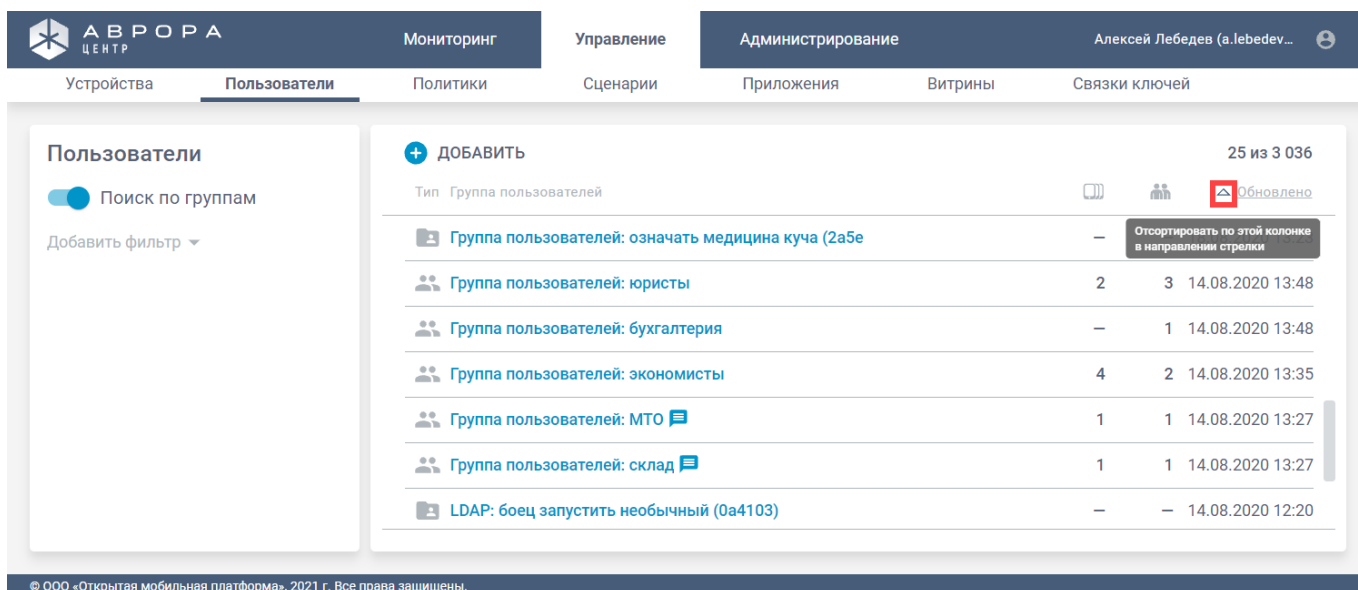 АВРОРА
ЦЕНТР
Мониторинг Управление Администрирование Алексей Лебедев (a.lebedev...
Устройства Пользователи Политики Сценарии Приложения Витрины Связки ключей
Пользователи
Поиск по группам
Добавить фильтр
ДОБАВИТЬ 25 из 3 036
Тип Группа пользователей Обновлено
Группа пользователей: означать медицина куча (2a5e –
Отсортировать по этой колонке
в направлении стрелки
Группа пользователей: юристы 2 3 14.08.2020 13:48
Группа пользователей: бухгалтерия – 1 14.08.2020 13:48
Группа пользователей: экономисты 4 2 14.08.2020 13:35
Группа пользователей: МТО 1 1 14.08.2020 13:27
Группа пользователей: склад 1 1 14.08.2020 13:27
LDAP: боец запустить необычный (0a4103) – – 14.08.2020 12:20
© ООО «Открытая мобильная платформа», 2021 г. Все права защищены.